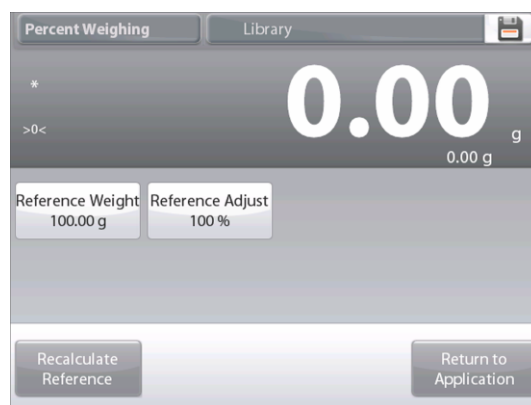 Percent Weighing
Library
*
>0<
0.00 g
0.00 g
Reference Weight
100.00 g
Reference Adjust
100 %
Recalculate
Reference
Return to
Application